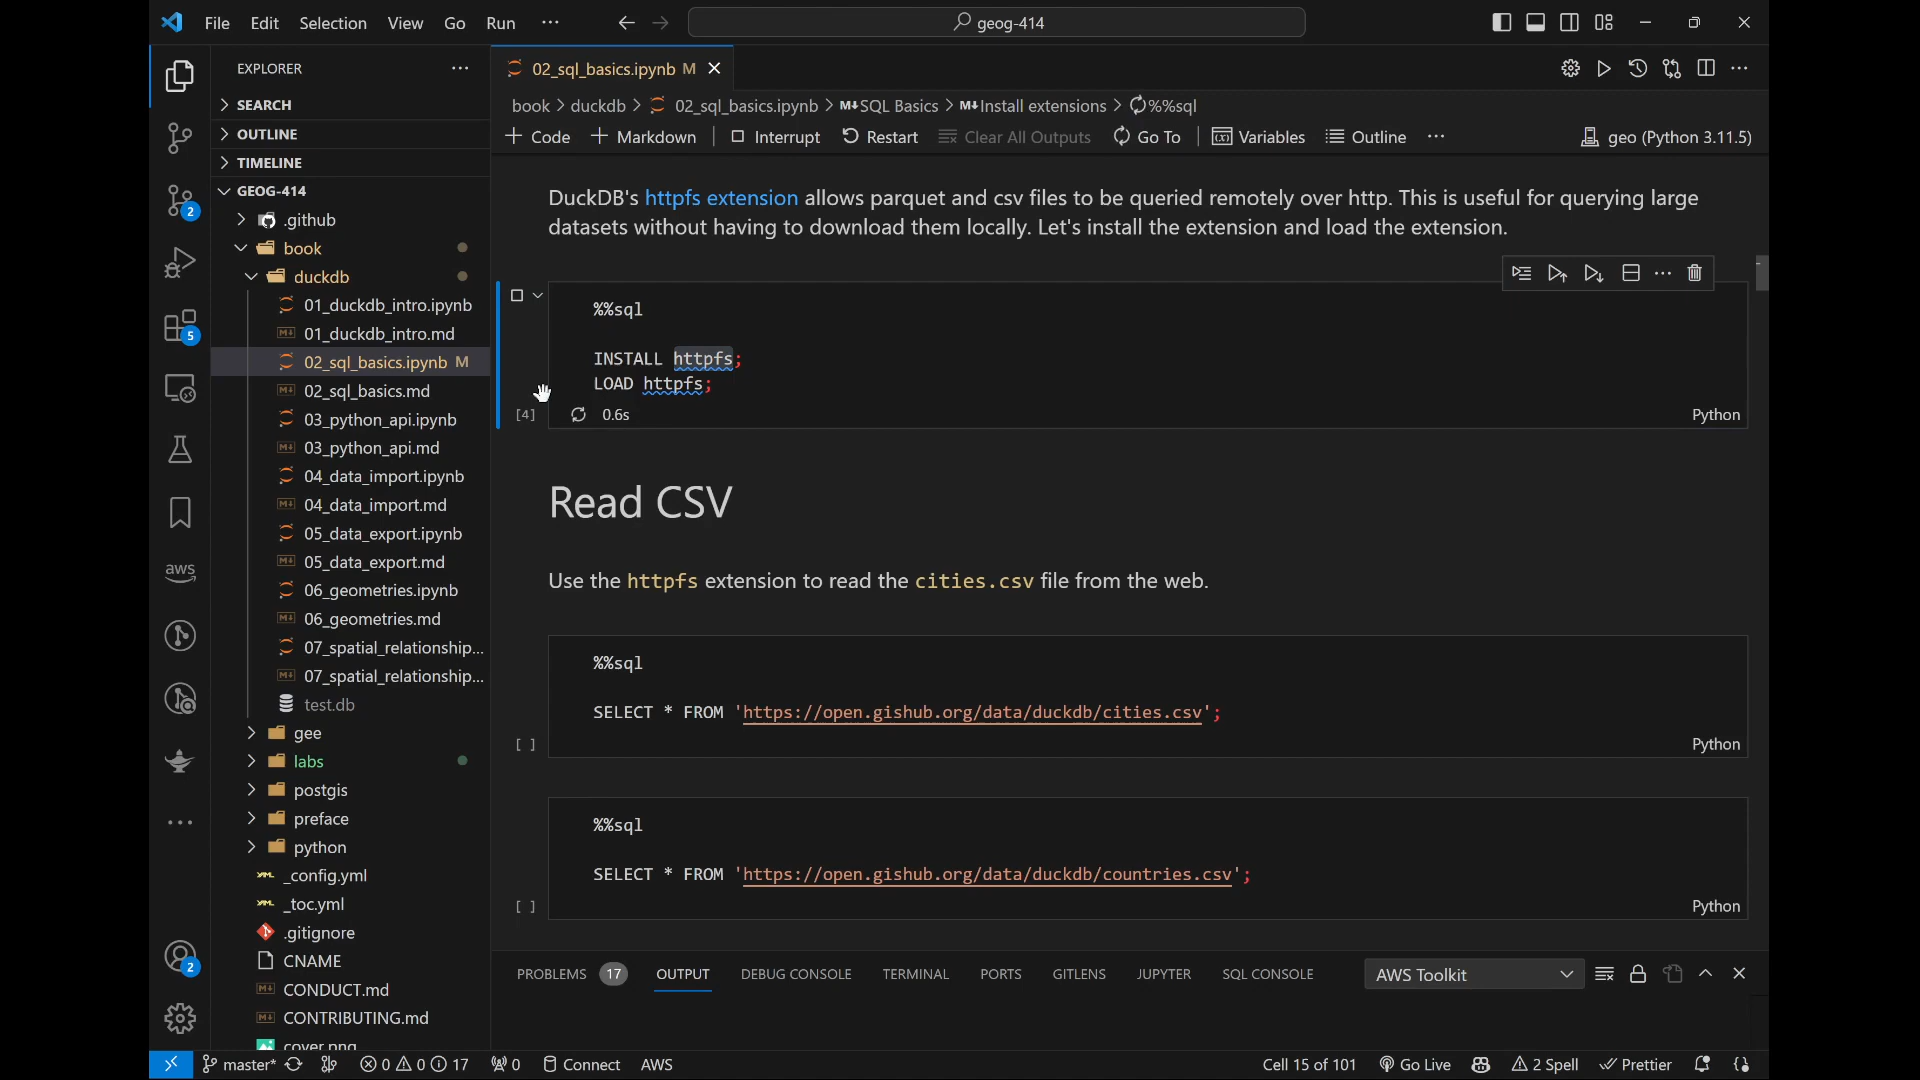 File Edit Selection View Go Run ... geog-414
EXPLORER ...
SEARCH
OUTLINE
TIMELINE
GEOG-414
.github
book
duckdb
01_duckdb_intro.ipynb
01_duckdb_intro.md
02_sql_basics.ipynb M
02_sql_basics.md
03_python_api.ipynb
03_python_api.md
04_data_import.ipynb
04_data_import.md
05_data_export.ipynb
05_data_export.md
06_geometries.ipynb
06_geometries.md
07_spatial_relationship...
07_spatial_relationship...
test.db
gee
labs
postgis
preface
python
_config.yml
_toc.yml
.gitignore
CNAME
CONDUCT.md
CONTRIBUTING.md
cover.png
2
5
aws
2
02_sql_basics.ipynb M
book > duckdb > 02_sql_basics.ipynb > M↓SQL Basics > M↓Install extensions > %%sql
+ Code + Markdown Interrupt Restart Clear All Outputs Go To Variables Outline ... geo (Python 3.11.5)
DuckDB's httpfs extension allows parquet and csv files to be queried remotely over http. This is useful for querying large
datasets without having to download them locally. Let's install the extension and load the extension.
%%sql
INSTALL httpfs;
LOAD httpfs;
[4] 0.6s Python
Read CSV
Use the httpfs extension to read the cities.csv file from the web.
%%sql
SELECT * FROM 'https://open.gishub.org/data/duckdb/cities.csv';
[ ] Python
%%sql
SELECT * FROM 'https://open.gishub.org/data/duckdb/countries.csv';
[ ] Python
PROBLEMS 17 OUTPUT DEBUG CONSOLE TERMINAL PORTS GITLENS JUPYTER SQL CONSOLE AWS Toolkit
master* 0 0 17 0 Connect AWS Cell 15 of 101 Go Live 2 Spell Prettier